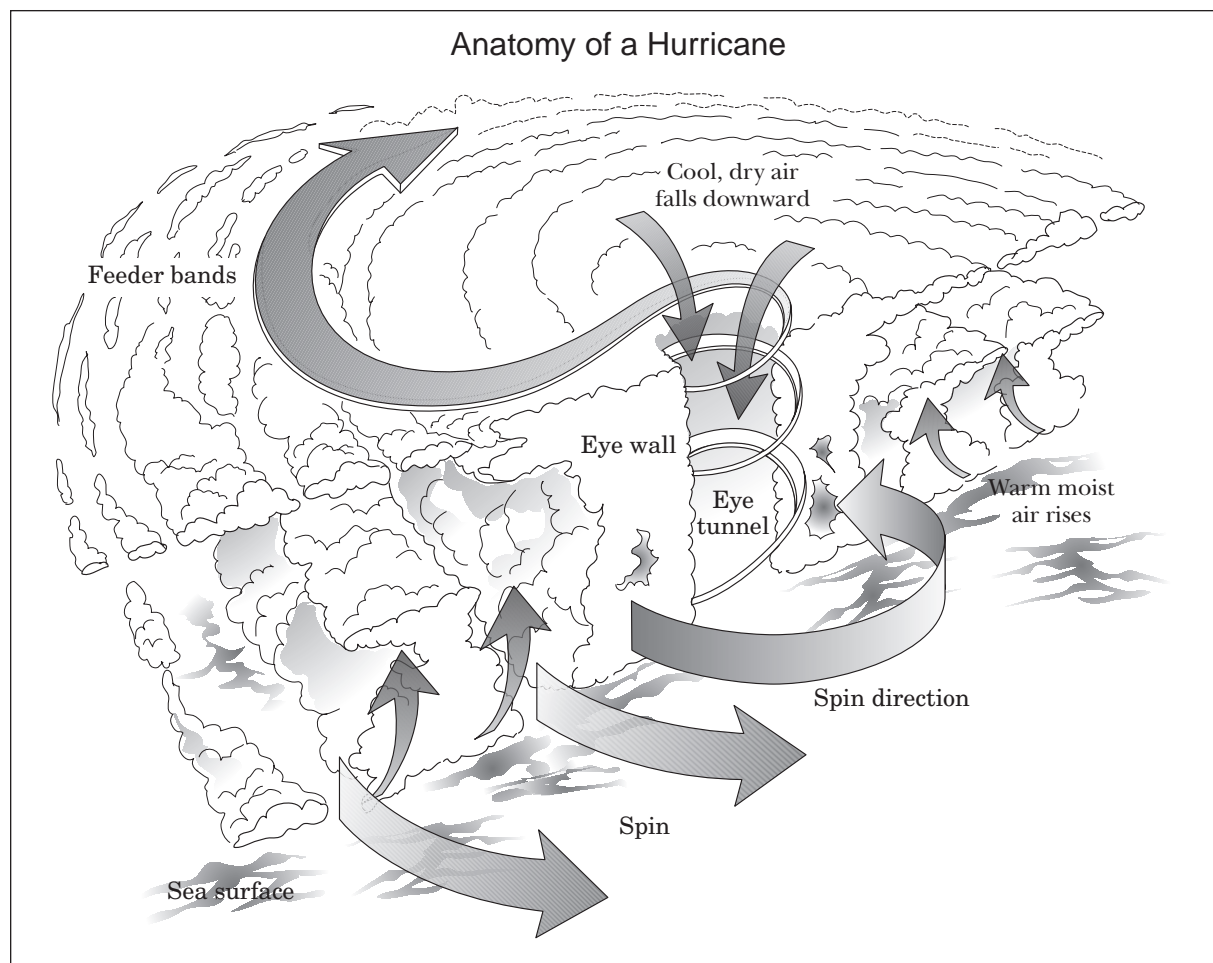 Anatomy of a Hurricane
Cool, dry air
falls downward
Feeder bands
Eye wall
Eye
tunnel
Warm moist
air rises
Spin direction
Spin
Sea surface